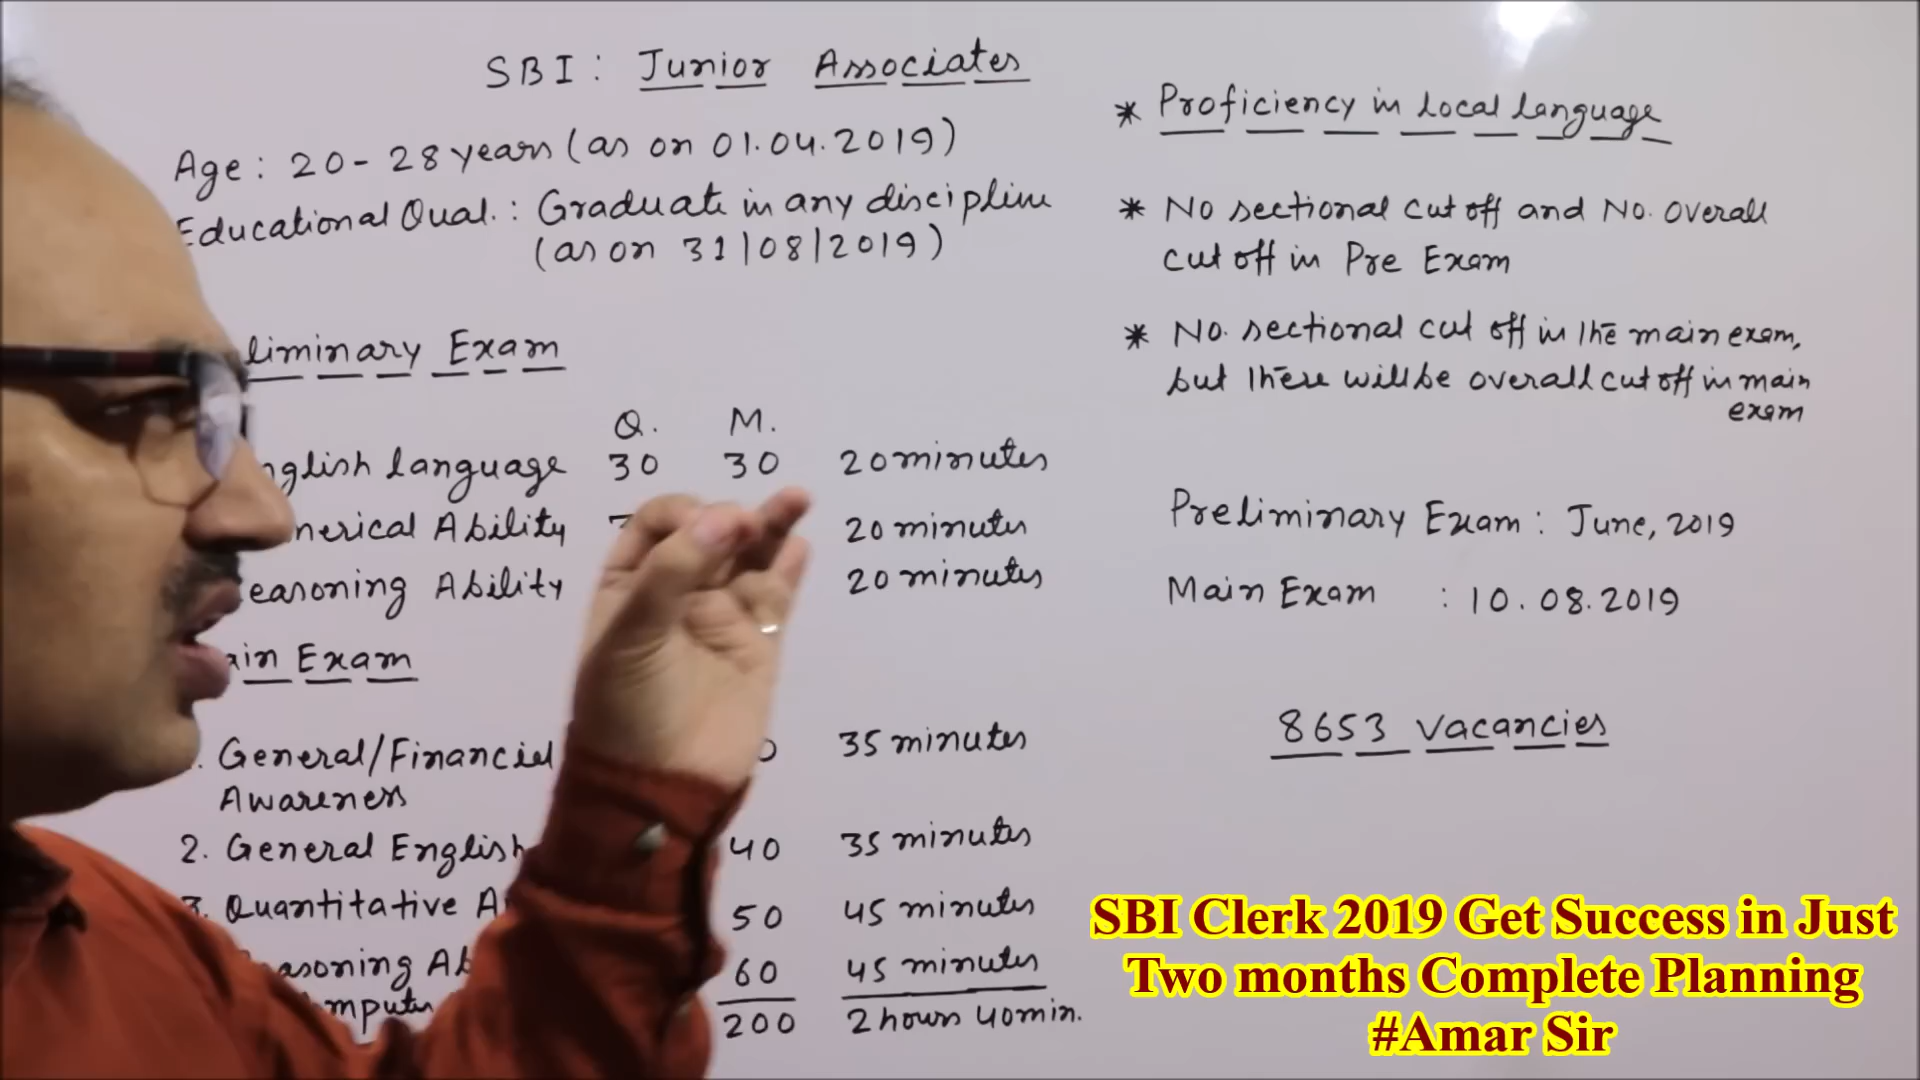 SBI : Junior Associates
Age : 20 - 28 years (as on 01.04.2019)
Educational Qual. : Graduate in any discipline
(as on 31/08/2019)
liminary Exam
Q. M.
nglish language 30 30 20 minutes
merical Ability 20 minutes
easoning Ability 20 minutes
ain Exam
. General/Financial 35 minutes
Awareness
2. General English 40 35 minutes
3. Quantitative A 50 45 minutes
asoning Ab 60 45 minutes
mputer
200 2 hours 40 min.
* Proficiency in local language
* No sectional cut off and No. overall
cut off in Pre Exam
* No. sectional cut off in the main exam,
but there will be overall cut off in main
exam
Preliminary Exam : June, 2019
Main Exam : 10.08.2019
8653 vacancies
SBI Clerk 2019 Get Success in Just
Two months Complete Planning
#Amar Sir